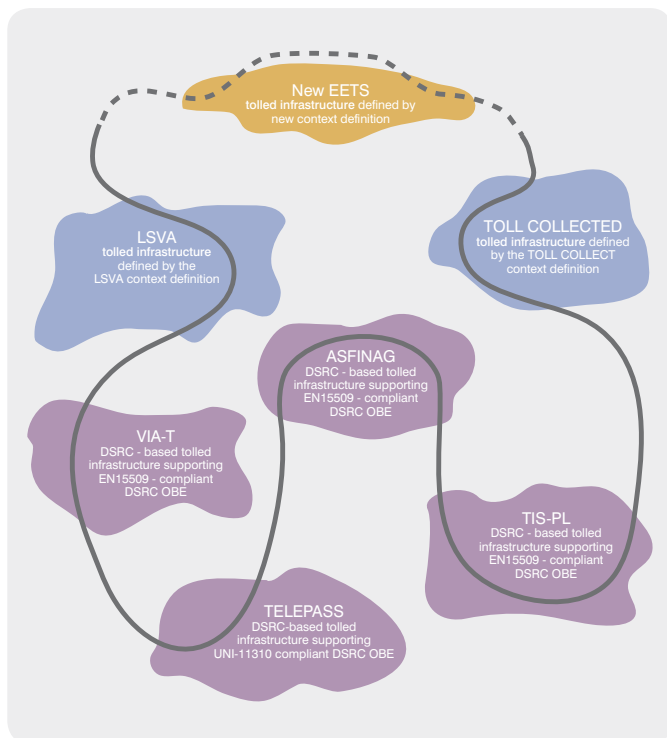 New EETS
tolled infrastructure defined by
new context definition
LSVA
tolled infrastructure
defined by the
LSVA context definition
TOLL COLLECTED
tolled infrastructure defined
by the TOLL COLLECT
context definition
ASFINAG
DSRC - based tolled
infrastructure supporting
EN15509 - compliant
DSRC OBE
VIA-T
DSRC - based tolled
infrastructure supporting
EN15509 - compliant
DSRC OBE
TIS-PL
DSRC - based tolled
infrastructure supporting
EN15509 - compliant
DSRC OBE
TELEPASS
DSRC-based tolled
infrastructure supporting
UNI-11310 compliant DSRC OBE